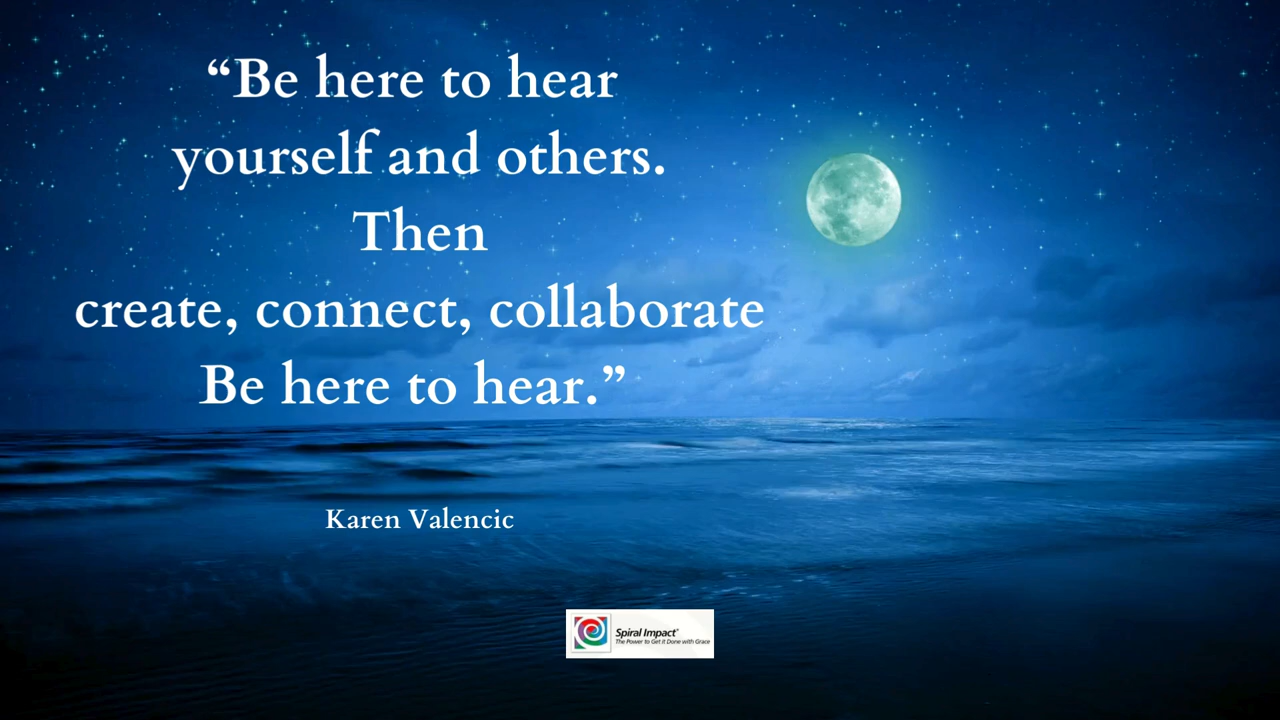 “Be here to hear
yourself and others.
Then
create, connect, collaborate
Be here to hear.”
Karen Valencic
Spiral Impact®
The Power to Get It Done with Grace